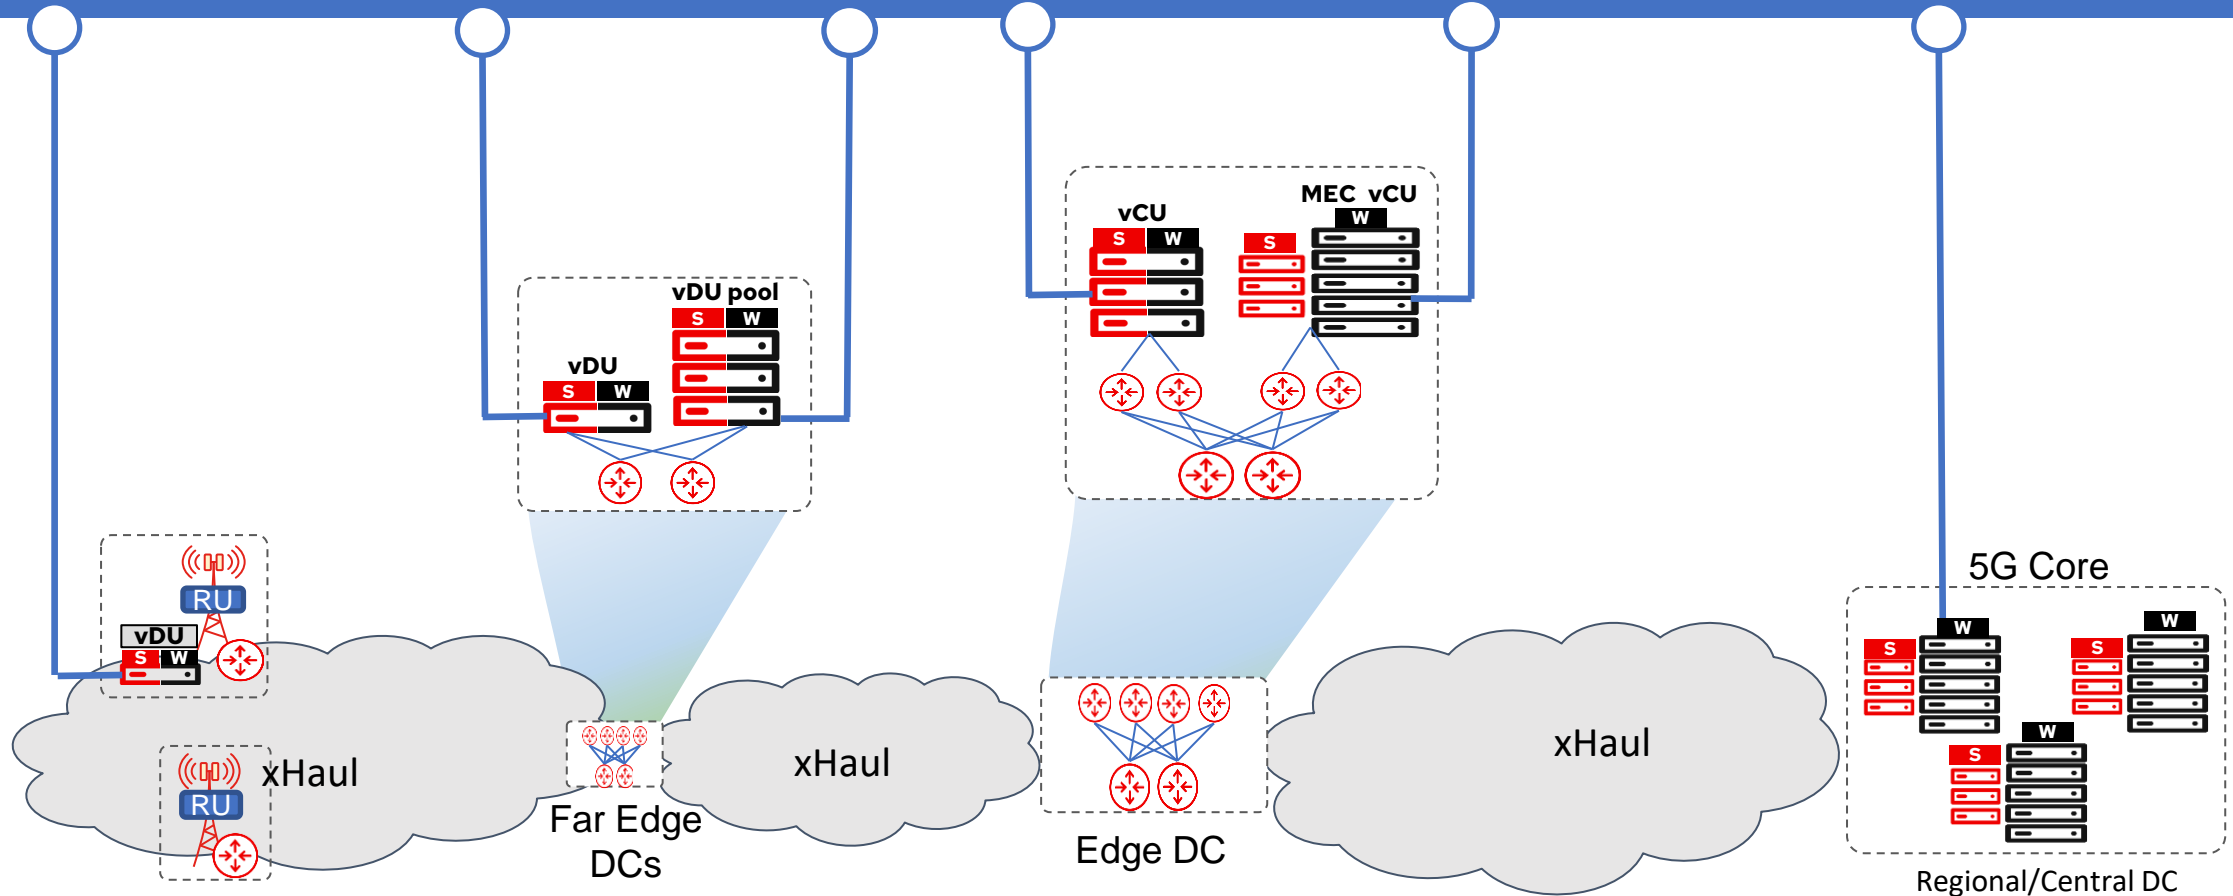 MEC vCU
W
vCU
S W
S
vDU pool
S W
vDU
S W
RU
vDU
S W
xHaul
RU
Far Edge
DCs
xHaul
Edge DC
xHaul
5G Core
W
S
W
S
W
S
Regional/Central DC